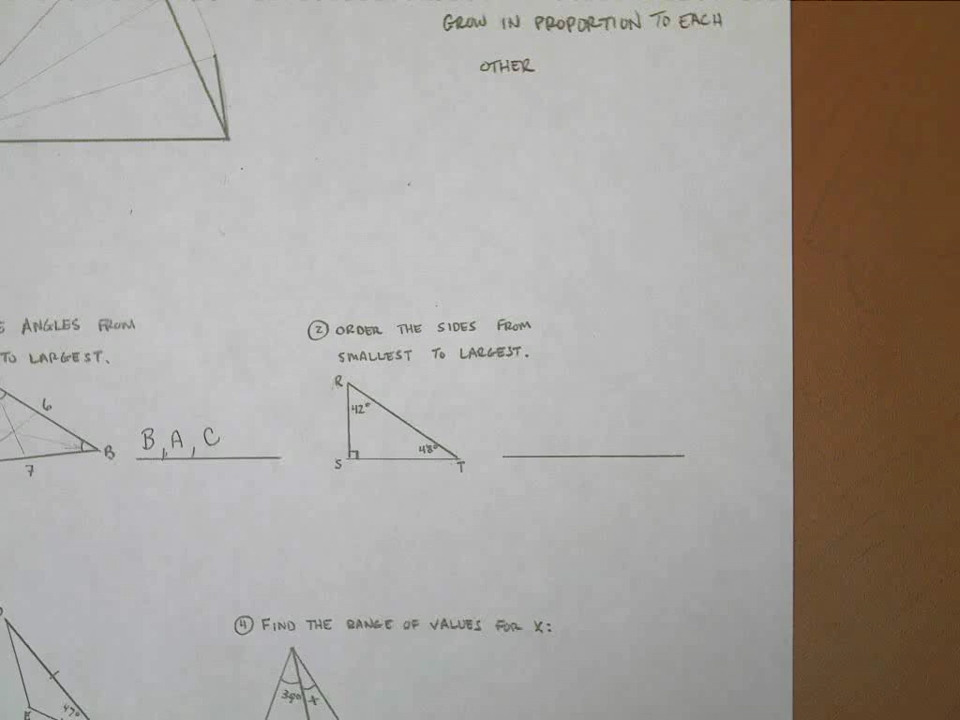 GROW IN PROPORTION TO EACH
OTHER
ANGLES FROM
TO LARGEST.
6
B
7
B, A, C
② ORDER THE SIDES FROM
SMALLEST TO LARGEST.
R
42°
S
48°
T
④ FIND THE RANGE OF VALUES FOR X:
47°
39°
X